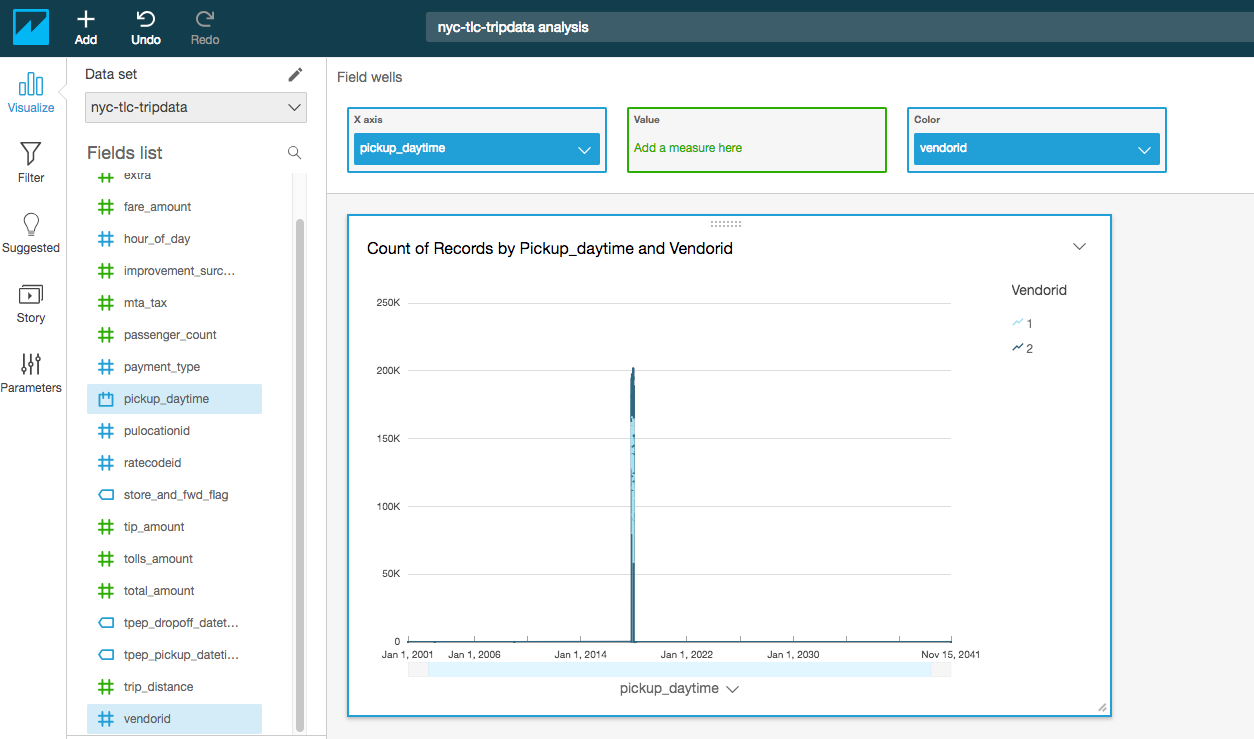 Add
Undo
Redo
nyc-tlc-tripdata analysis
Visualize
Filter
Suggested
Story
Parameters
Data set
nyc-tlc-tripdata
Fields list
extra
fare_amount
hour_of_day
improvement_surc...
mta_tax
passenger_count
payment_type
pickup_daytime
pulocationid
ratecodeid
store_and_fwd_flag
tip_amount
tolls_amount
total_amount
tpep_dropoff_datet...
tpep_pickup_dateti...
trip_distance
vendorid
Field wells
X axis
pickup_daytime
Value
Add a measure here
Color
vendorid
Count of Records by Pickup_daytime and Vendorid
250K
200K
150K
100K
50K
0
Jan 1, 2001 Jan 1, 2006 Jan 1, 2014 Jan 1, 2022 Jan 1, 2030 Nov 15, 2041
pickup_daytime
Vendorid
1
2